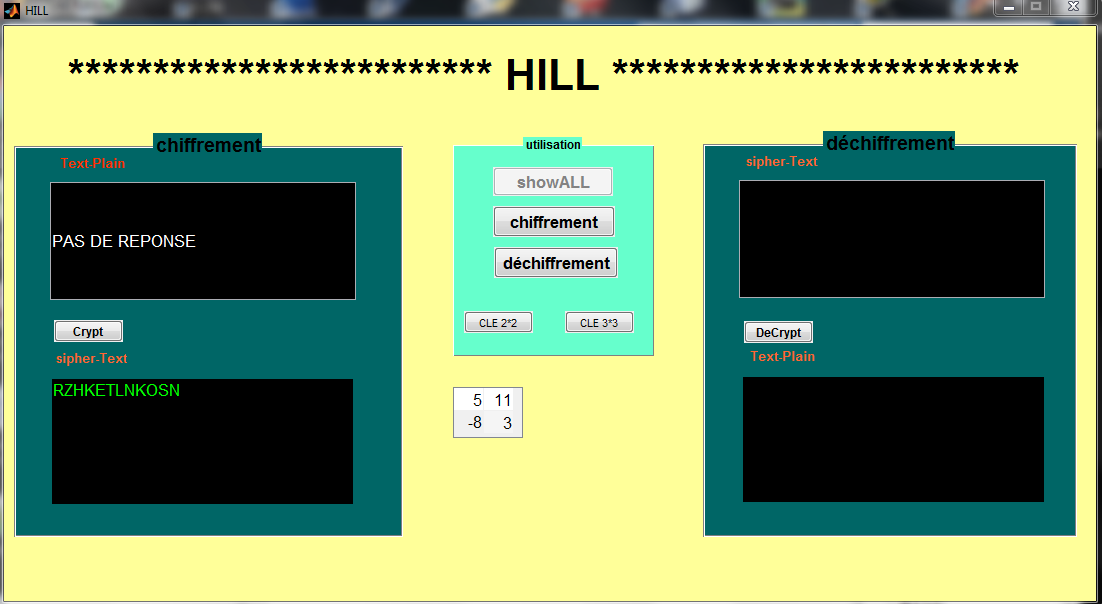 HILL
************************* HILL ************************
chiffrement
Text-Plain
PAS DE REPONSE
Crypt
sipher-Text
RZHKETLNKOSN
utilisation
showALL
chiffrement
déchiffrement
CLE 2*2 CLE 3*3
5 11
-8 3
déchiffrement
sipher-Text
DeCrypt
Text-Plain